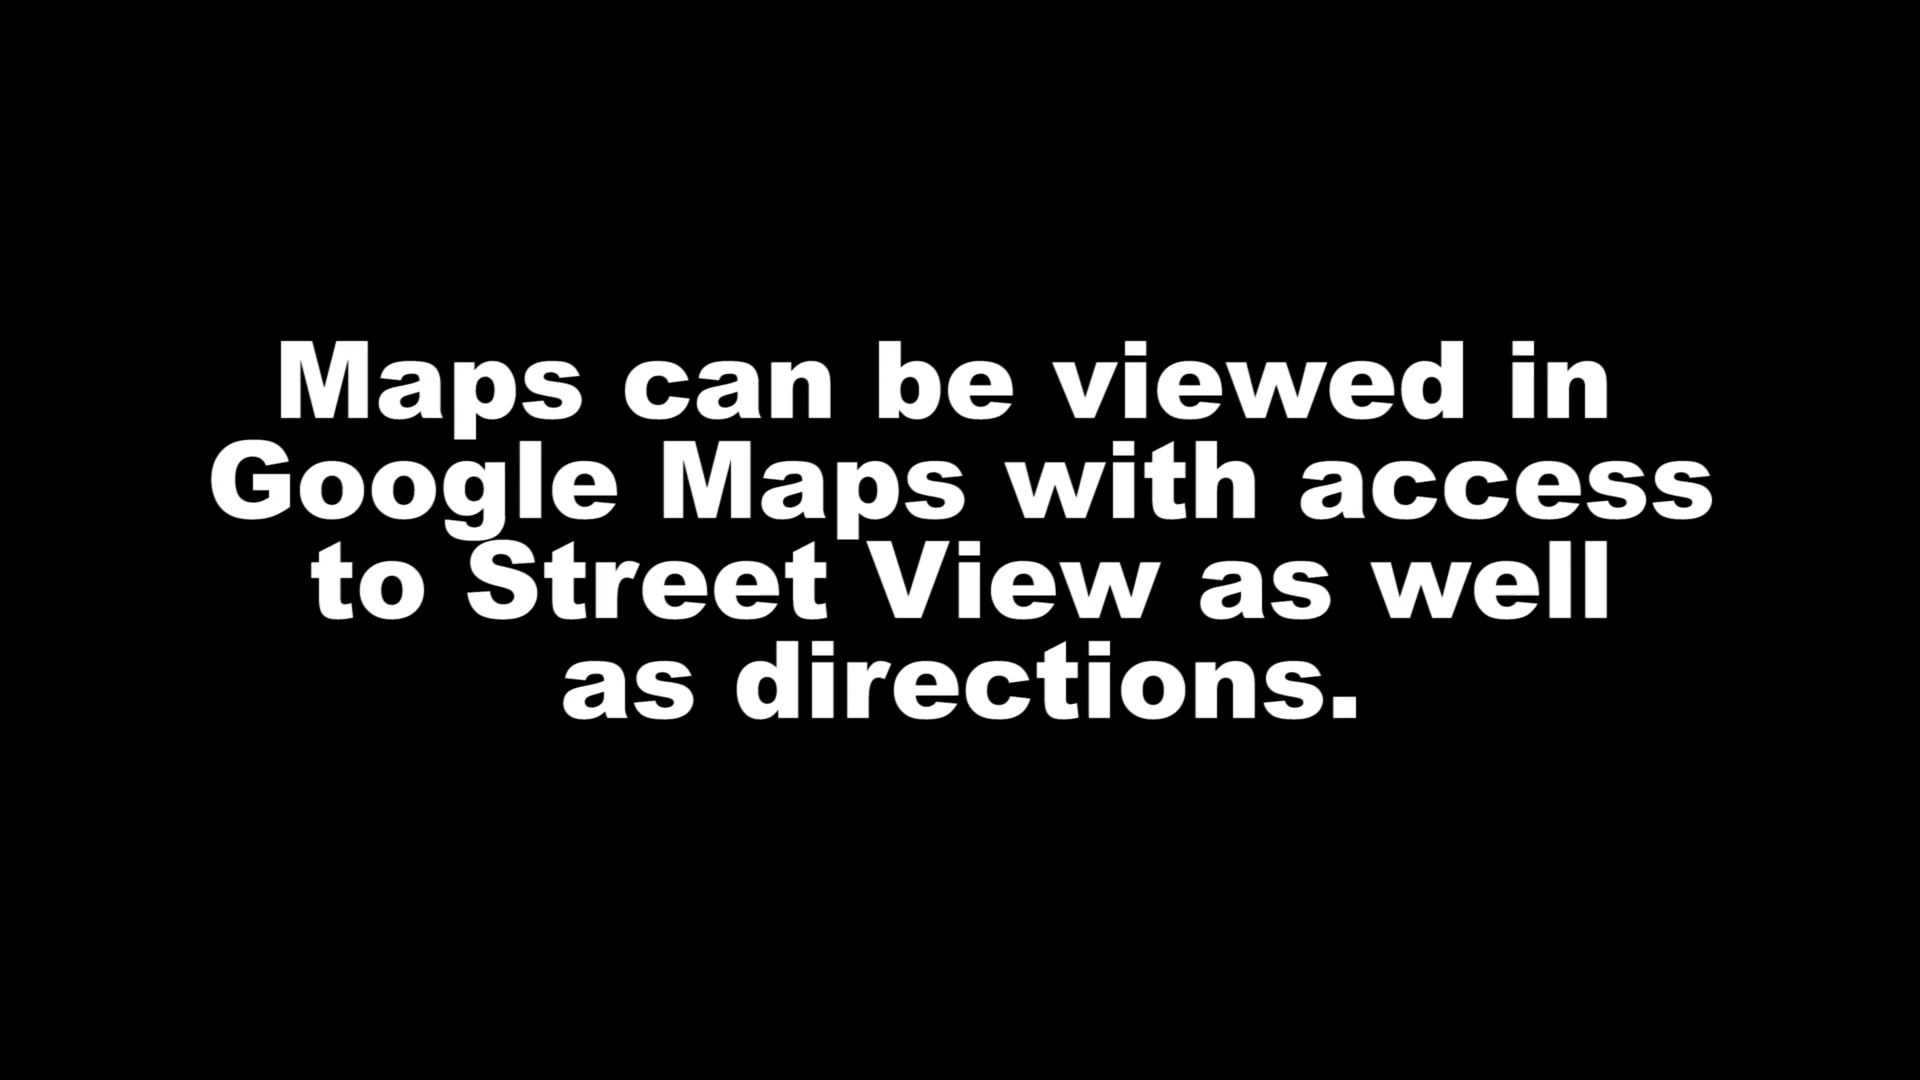 Maps can be viewed in
Google Maps with access
to Street View as well
as directions.